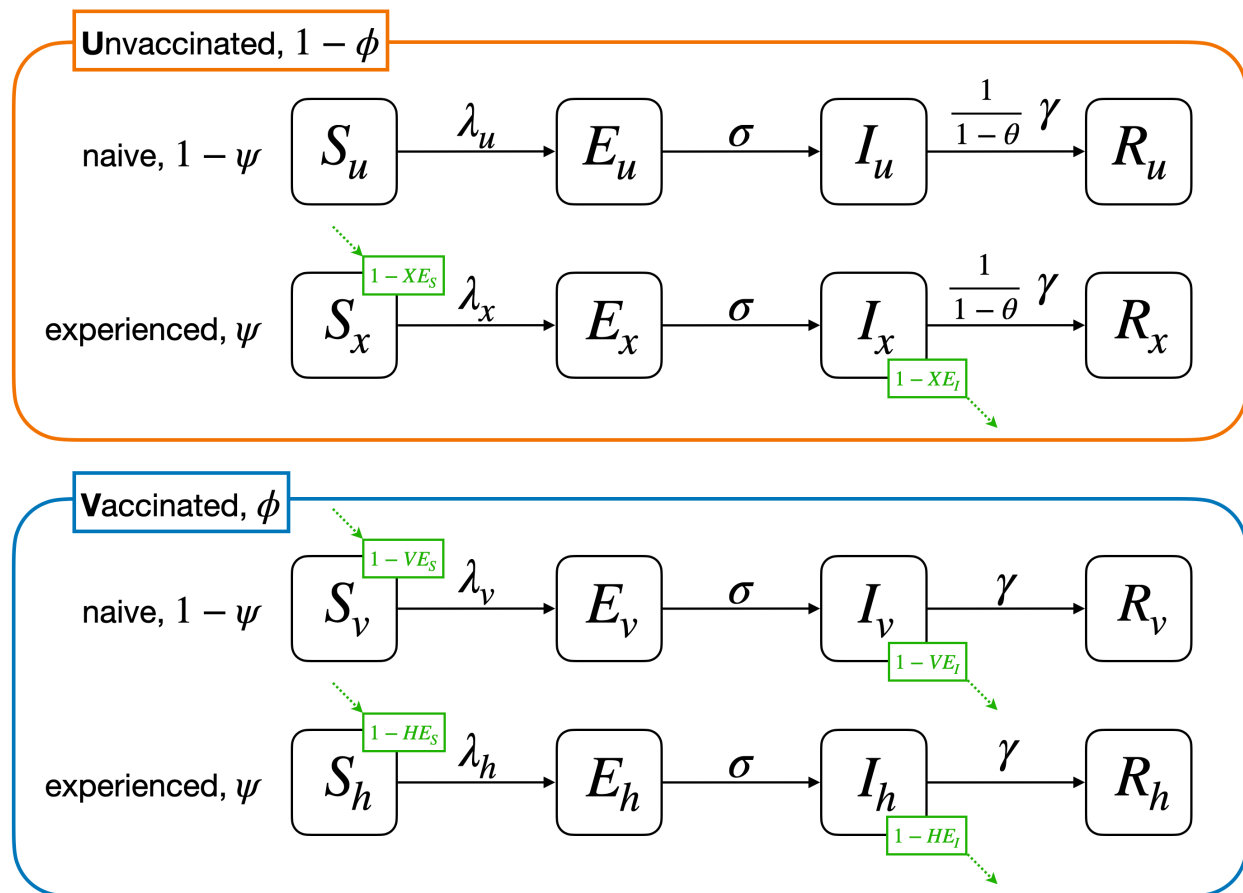 Unvaccinated, 1 − ϕ
naive, 1 − ψ
S_u λ_u E_u σ I_u \frac{1}{1 − θ} γ R_u
1 − XE_S
experienced, ψ
S_x λ_x E_x σ I_x \frac{1}{1 − θ} γ R_x
1 − XE_I
Vaccinated, ϕ
1 − VE_S
naive, 1 − ψ
S_v λ_v E_v σ I_v γ R_v
1 − VE_I
1 − HE_S
experienced, ψ
S_h λ_h E_h σ I_h γ R_h
1 − HE_I